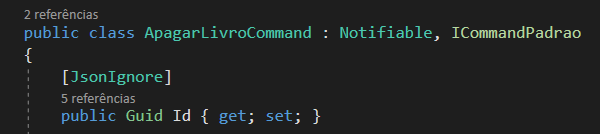 2 referências
public class ApagarLivroCommand : Notifiable, ICommandPadrao
{
[JsonIgnore]
5 referências
public Guid Id { get; set; }